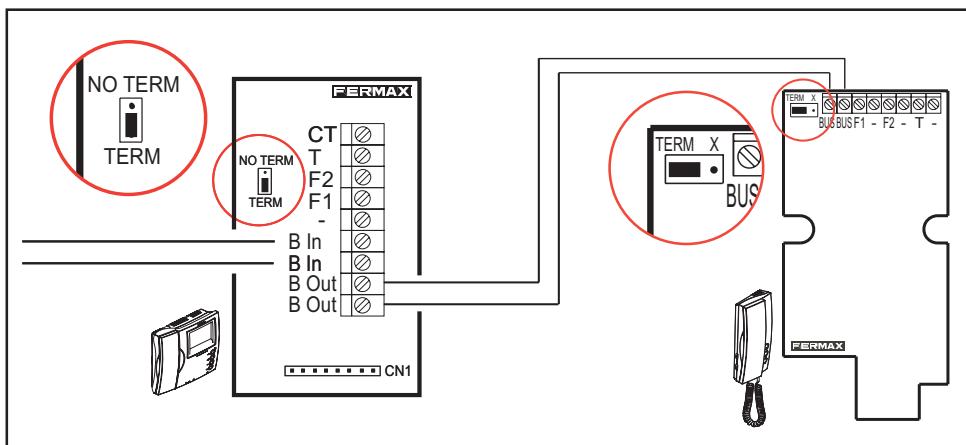 NO TERM
TERM
FERMAX
NO TERM
TERM
CT
T
F2
F1
-
B In
B In
B Out
B Out
CN1
TERM X
BUS
TERM X
BUS BUS F1 - F2 - T -
FERMAX